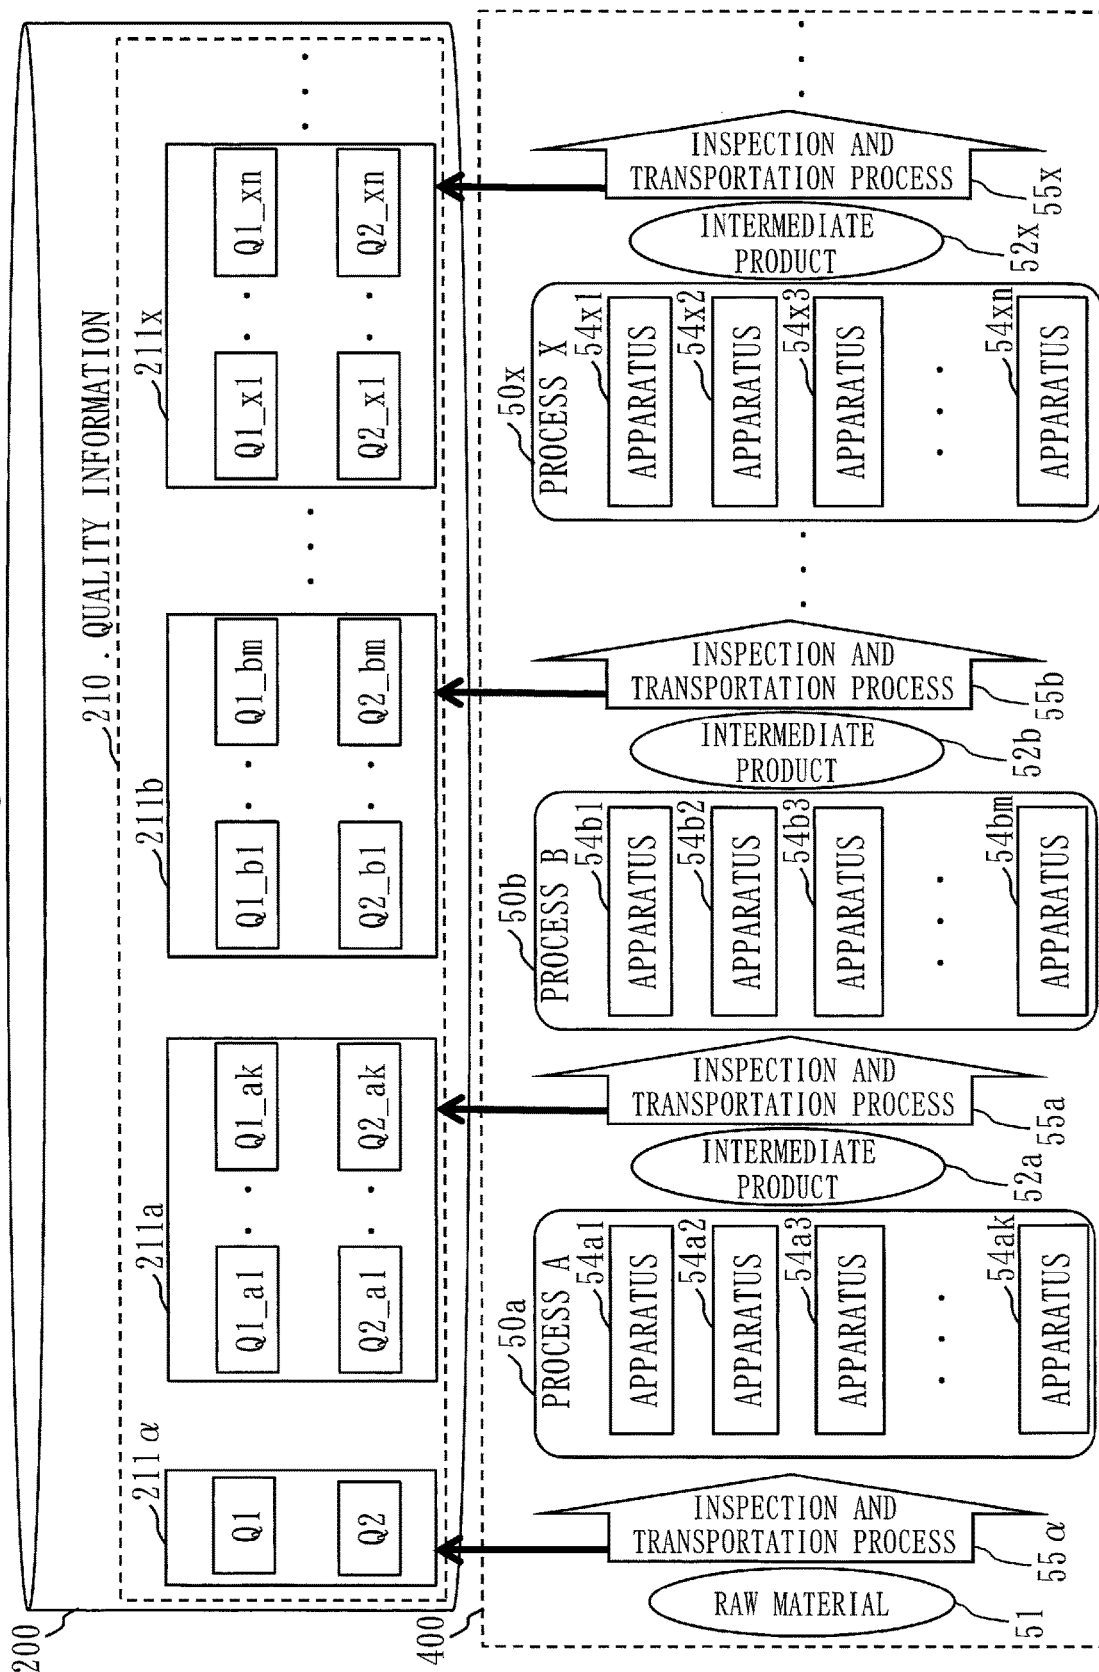 200
210 . QUALITY INFORMATION
211α
Q1
Q2
211a
Q1_a1
Q1_ak
Q2_a1
Q2_ak
211b
Q1_b1
Q1_bm
Q2_b1
Q2_bm
211x
Q1_x1
Q1_xn
Q2_x1
Q2_xn
400
RAW MATERIAL
51
INSPECTION AND
TRANSPORTATION PROCESS
55α
50a
PROCESS A
54a1
APPARATUS
54a2
APPARATUS
54a3
APPARATUS
54ak
APPARATUS
INTERMEDIATE
PRODUCT
52a
INSPECTION AND
TRANSPORTATION PROCESS
55a
50b
PROCESS B
54b1
APPARATUS
54b2
APPARATUS
54b3
APPARATUS
54bm
APPARATUS
INTERMEDIATE
PRODUCT
52b
INSPECTION AND
TRANSPORTATION PROCESS
55b
50x
PROCESS X
54x1
APPARATUS
54x2
APPARATUS
54x3
APPARATUS
54xn
APPARATUS
INTERMEDIATE
PRODUCT
52x
INSPECTION AND
TRANSPORTATION PROCESS
55x